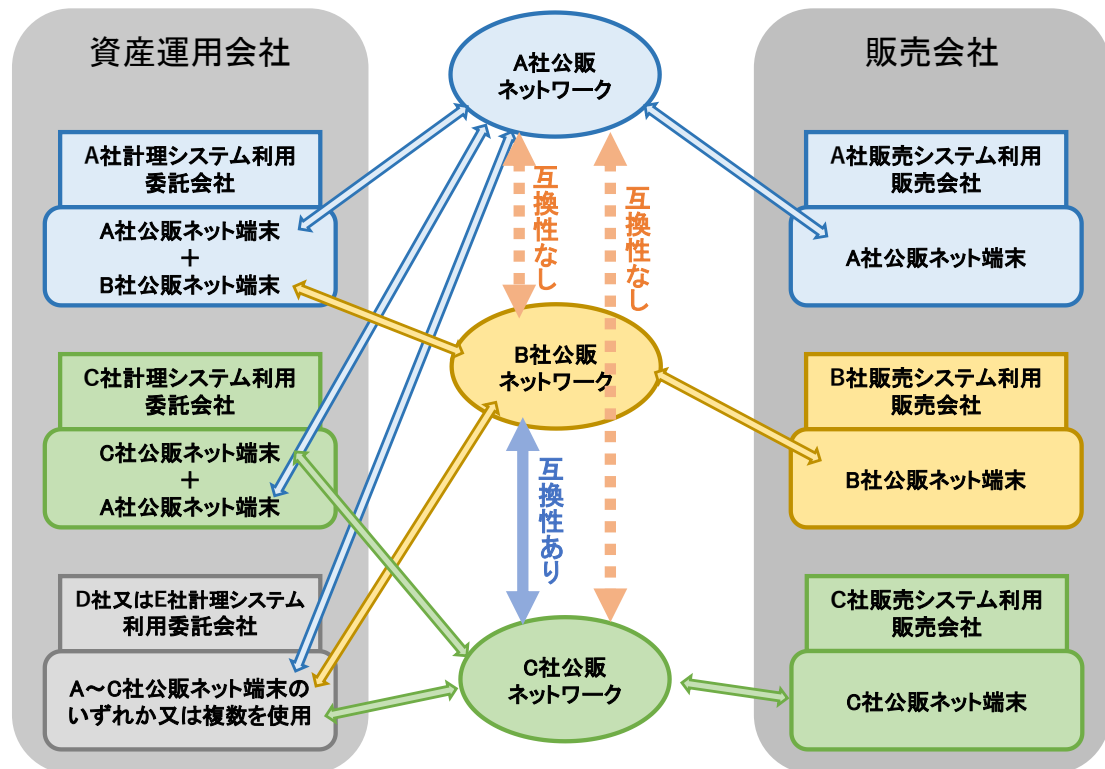 資産運用会社
A社計理システム利用
委託会社
A社公販ネット端末
+
B社公販ネット端末
C社計理システム利用
委託会社
C社公販ネット端末
+
A社公販ネット端末
D社又はE社計理システム
利用委託会社
A～C社公販ネット端末の
いずれか又は複数を使用
A社公販
ネットワーク
互換性なし
互換性なし
B社公販
ネットワーク
互換性あり
C社公販
ネットワーク
販売会社
A社販売システム利用
販売会社
A社公販ネット端末
B社販売システム利用
販売会社
B社公販ネット端末
C社販売システム利用
販売会社
C社公販ネット端末